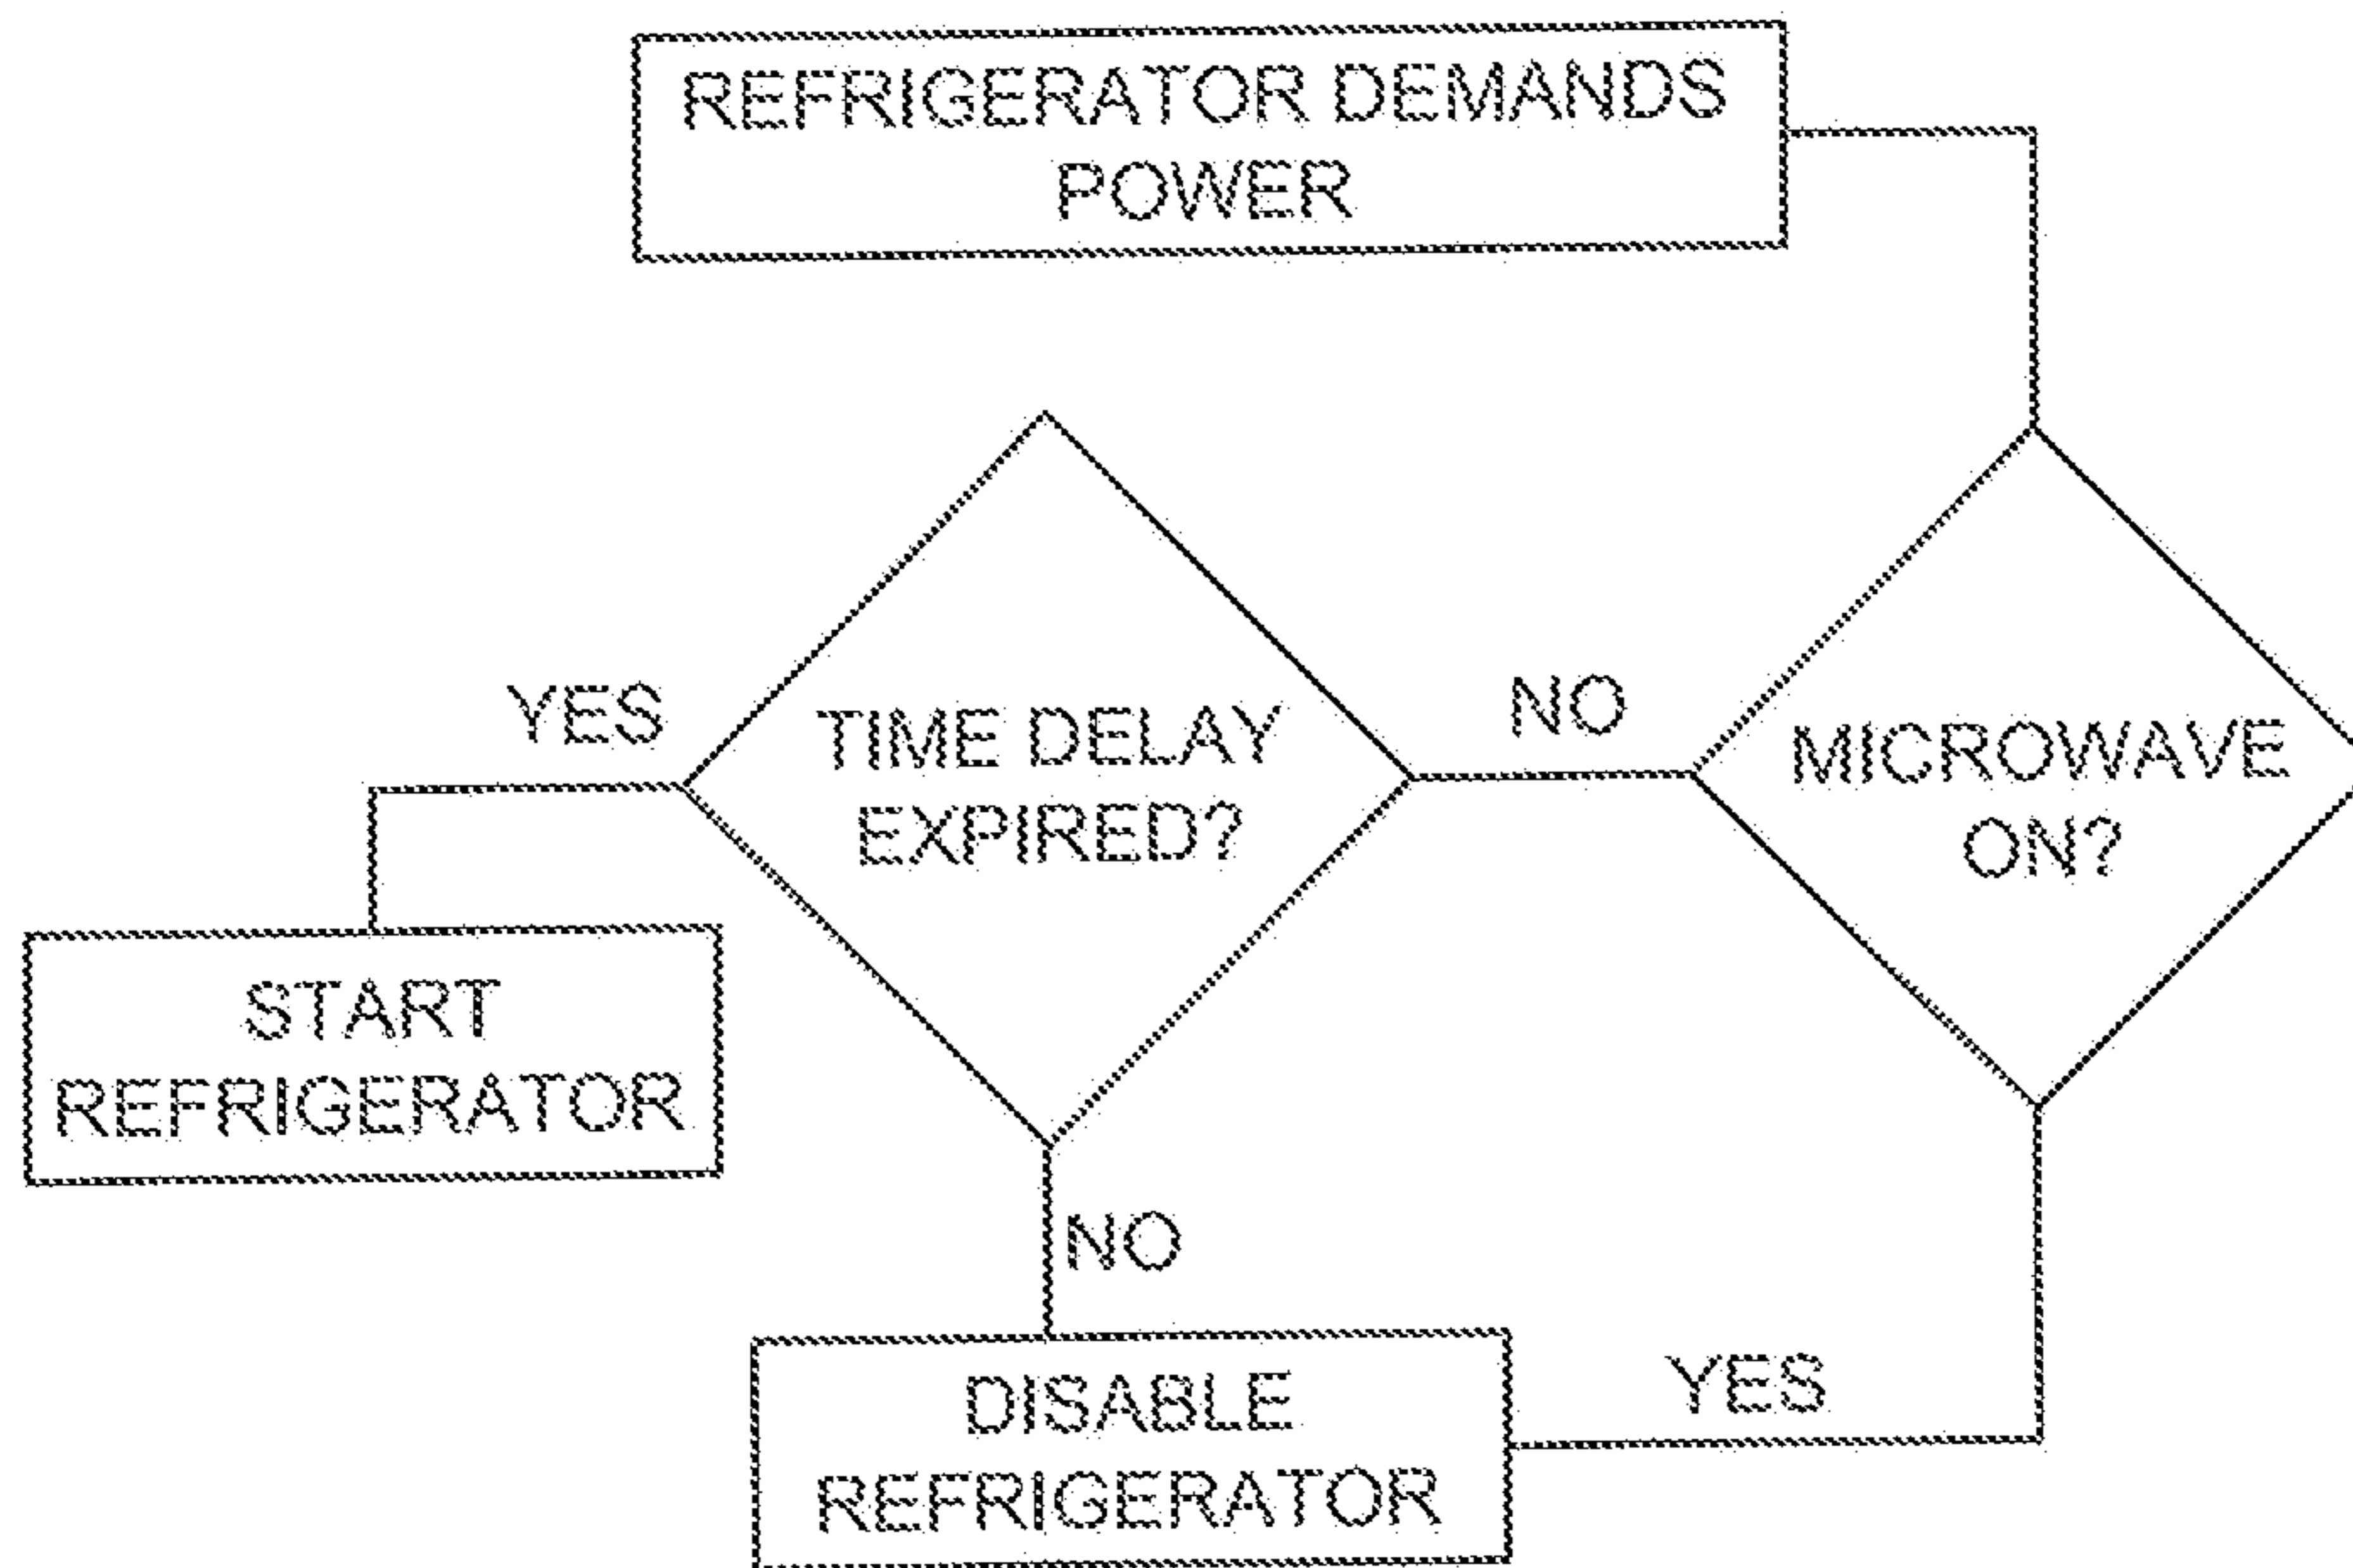 REFRIGERATOR DEMANDS
POWER
YES
TIME DELAY
EXPIRED?
NO
MICROWAVE
ON?
START
REFRIGERATOR
NO
DISABLE
REFRIGERATOR
YES